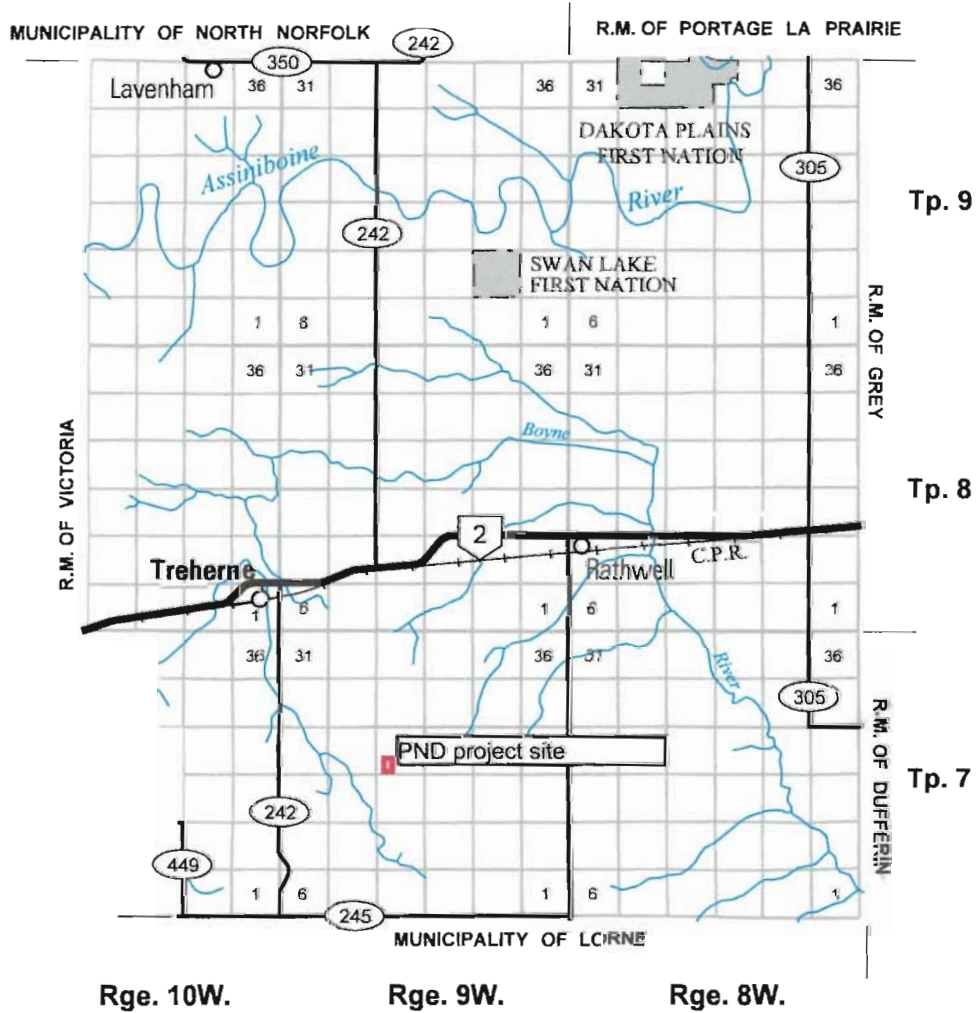 MUNICIPALITY OF NORTH NORFOLK
242
R.M. OF PORTAGE LA PRAIRIE
350
Lavenham
36 31
36 31
36
DAKOTA PLAINS
FIRST NATION
305
Assiniboine
River
Tp. 9
242
SWAN LAKE
FIRST NATION
1 6
1 6
1
36 31
36 31
36
R.M. OF GREY
R.M. OF VICTORIA
Boyne
Tp. 8
2
C.P.R.
Treherne
Rathwell
1 6
1 6
1
36 31
36 31
36
River
305
R.M. OF DUFFERIN
PND project site
Tp. 7
242
449
1 6
1 6
1
245
MUNICIPALITY OF LORNE
Rge. 10W. Rge. 9W. Rge. 8W.